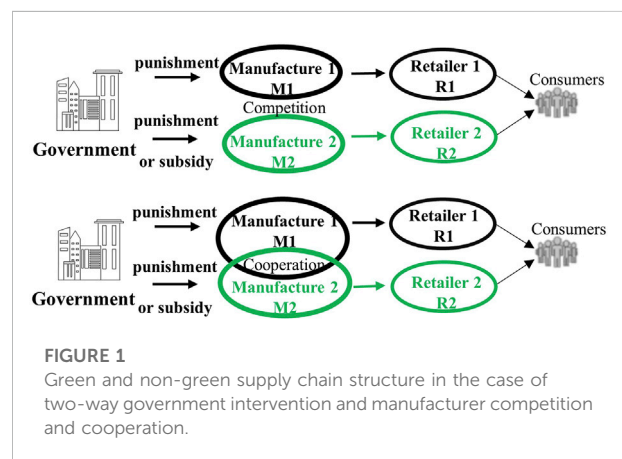 punishment
Manufacture 1
M1
Retailer 1
R1
Consumers
Competition
punishment
Government
or subsidy
Manufacture 2
M2
Retailer 2
R2
punishment
Manufacture 1
M1
Retailer 1
R1
Consumers
Cooperation
punishment
Government
or subsidy
Manufacture 2
M2
Retailer 2
R2
FIGURE 1
Green and non-green supply chain structure in the case of
two-way government intervention and manufacturer competition
and cooperation.